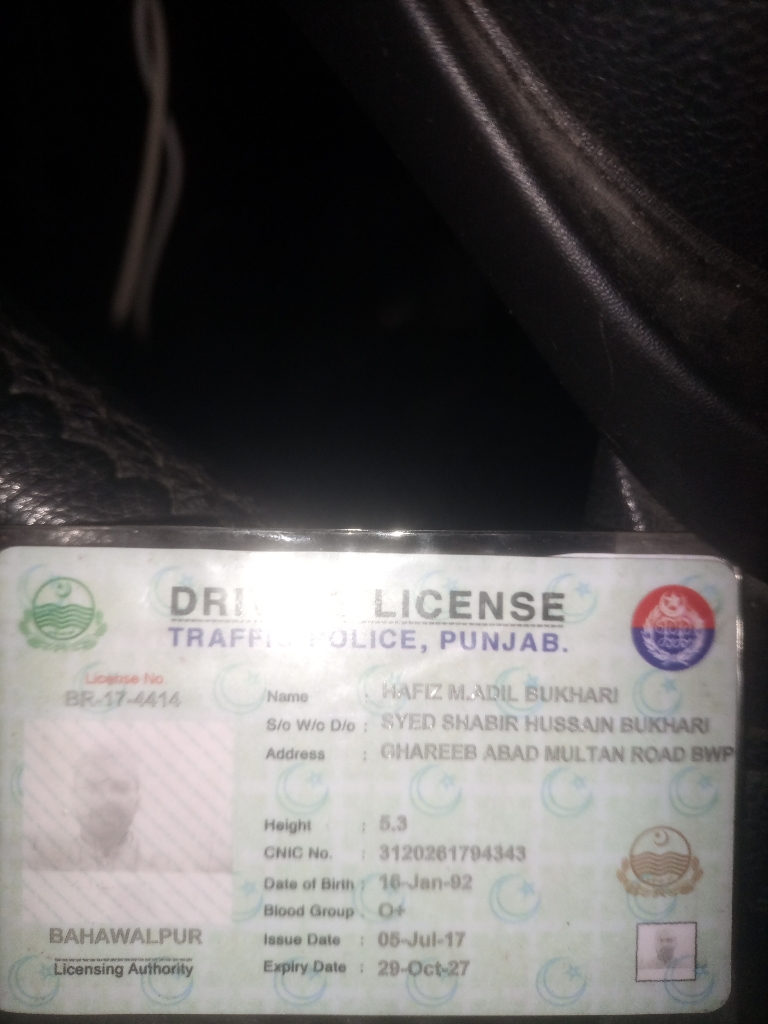 DRI LICENSE
TRAFFIC POLICE, PUNJAB.
License No.
BR-17-4414
Name : HAFIZ M.ADIL BUKHARI
S/o W/o D/o : SYED SHABIR HUSSAIN BUKHARI
Address : GHAREEB ABAD MULTAN ROAD BWP
Height : 5.3
CNIC No. : 3120261794343
Date of Birth : 16-Jan-92
Blood Group : O+
Issue Date : 05-Jul-17
Expiry Date : 29-Oct-27
BAHAWALPUR
Licensing Authority